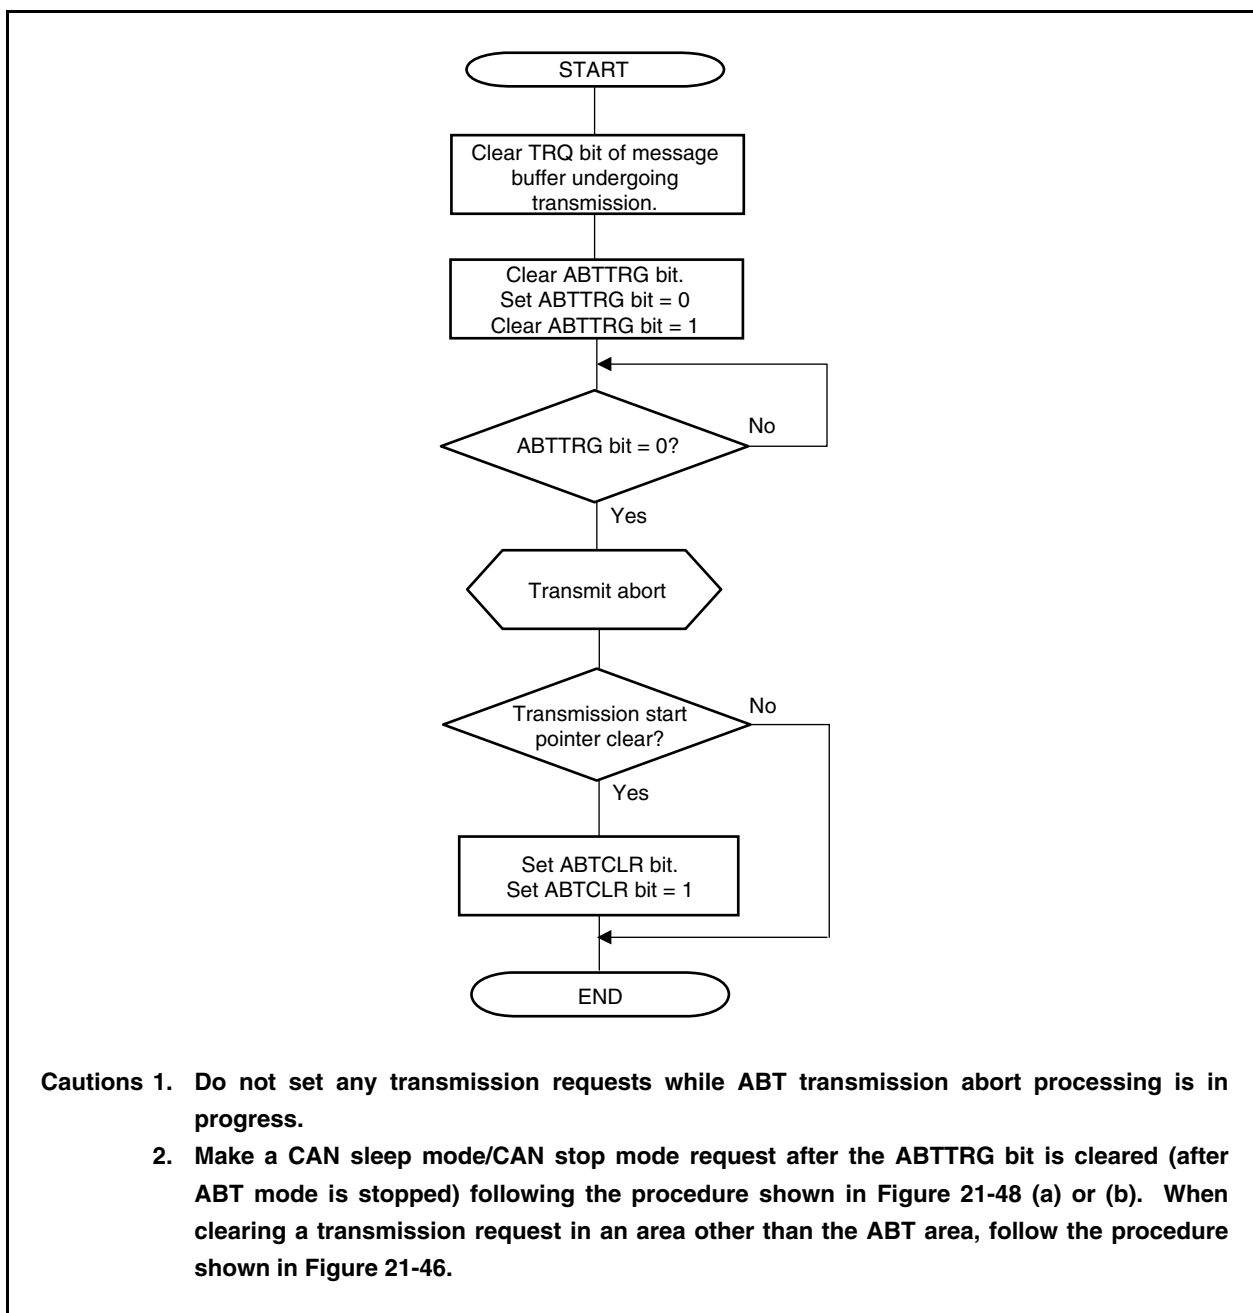 START
Clear TRQ bit of message
buffer undergoing
transmission.
Clear ABTTRG bit.
Set ABTTRG bit = 0
Clear ABTTRG bit = 1
No
ABTTRG bit = 0?
Yes
Transmit abort
No
Transmission start
pointer clear?
Yes
Set ABTCLR bit.
Set ABTCLR bit = 1
END
Cautions 1. Do not set any transmission requests while ABT transmission abort processing is in
progress.
2. Make a CAN sleep mode/CAN stop mode request after the ABTTRG bit is cleared (after
ABT mode is stopped) following the procedure shown in Figure 21-48 (a) or (b). When
clearing a transmission request in an area other than the ABT area, follow the procedure
shown in Figure 21-46.